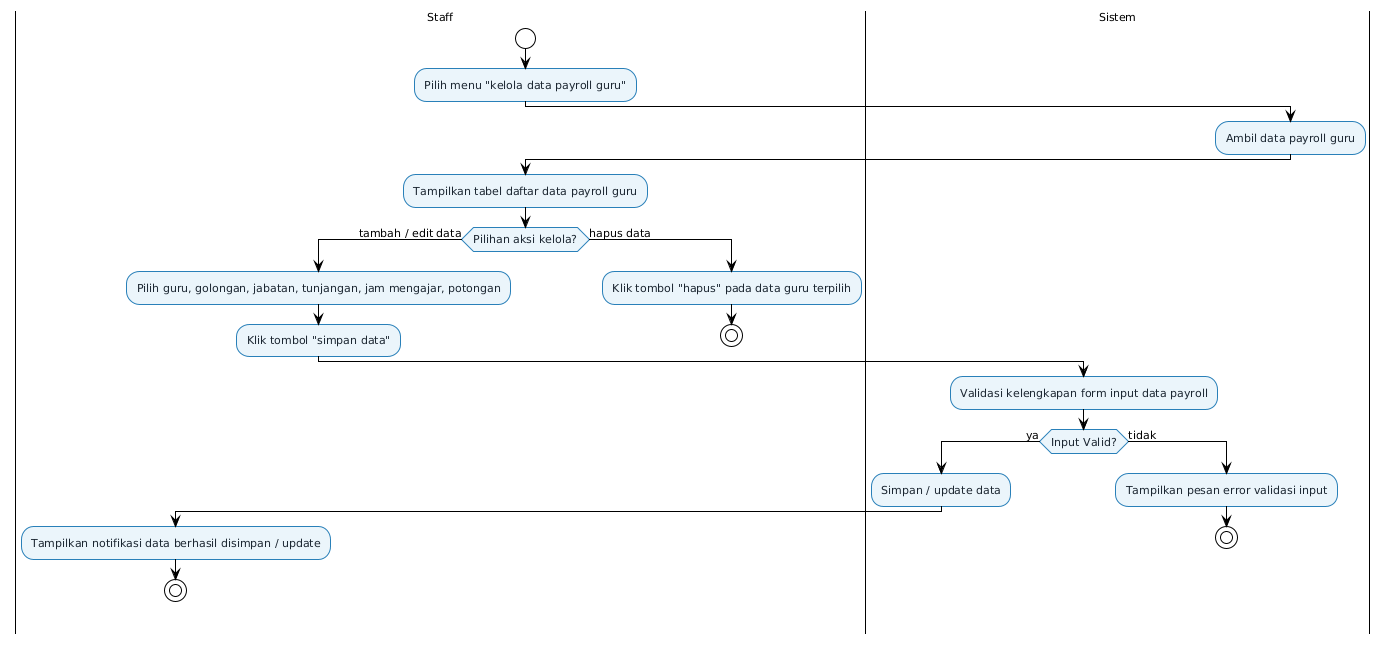 Staff
Sistem
Pilih menu "kelola data payroll guru"
Ambil data payroll guru
Tampilkan tabel daftar data payroll guru
tambah / edit data
Pilihan aksi kelola?
hapus data
Pilih guru, golongan, jabatan, tunjangan, jam mengajar, potongan
Klik tombol "hapus" pada data guru terpilih
Klik tombol "simpan data"
Validasi kelengkapan form input data payroll
ya
Input Valid?
tidak
Simpan / update data
Tampilkan pesan error validasi input
Tampilkan notifikasi data berhasil disimpan / update